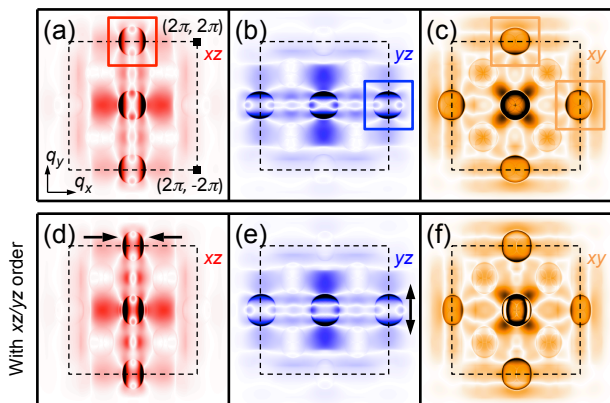 (a) (2π, 2π) xz
q_y
q_x
(2π, -2π)
(b) yz
(c) xy
With xz/yz order
(d) xz
(e) yz
(f) xy